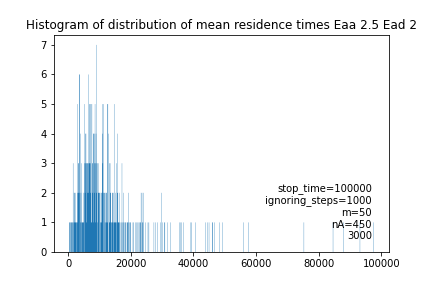 Histogram of distribution of mean residence times Eaa 2.5 Ead 2
7
6
5
4
3
2
1
0
stop_time=100000
ignoring_steps=1000
m=50
nA=450
3000
0 20000 40000 60000 80000 100000